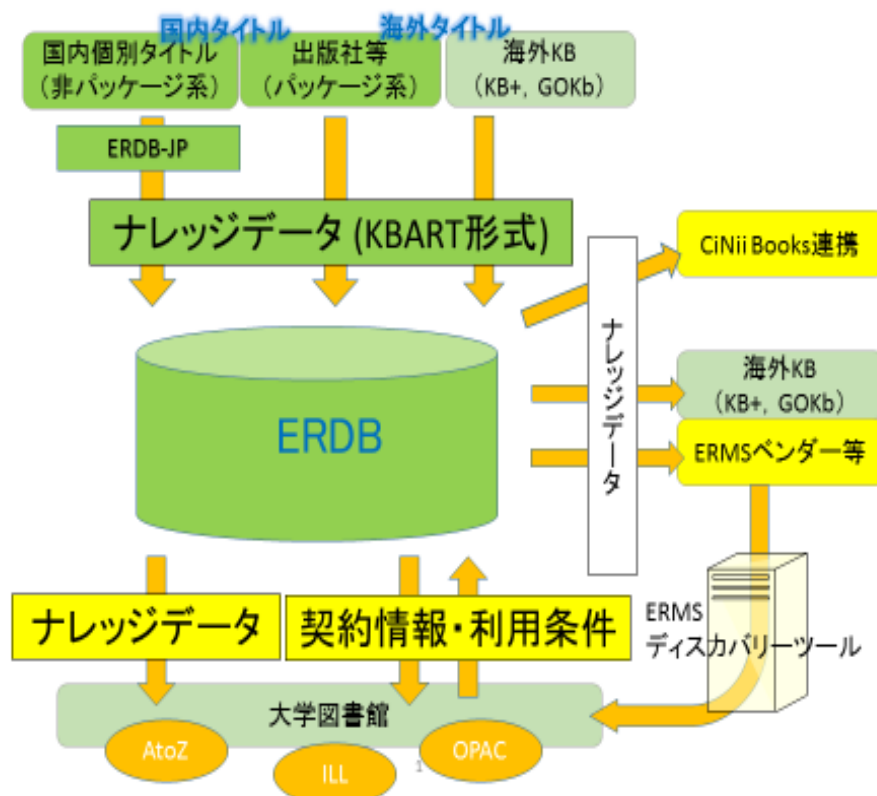 国内タイトル
海外タイトル
国内個別タイトル
（非パッケージ系）
出版社等
（パッケージ系）
海外KB
（KB+，GOKb）
ERDB-JP
ナレッジデータ (KBART形式)
CiNii Books連携
ナレッジデータ
海外KB
（KB+，GOKb）
ERMSベンダー等
ERDB
ナレッジデータ
契約情報・利用条件
ERMS
ディスカバリーツール
大学図書館
AtoZ
ILL
1
OPAC